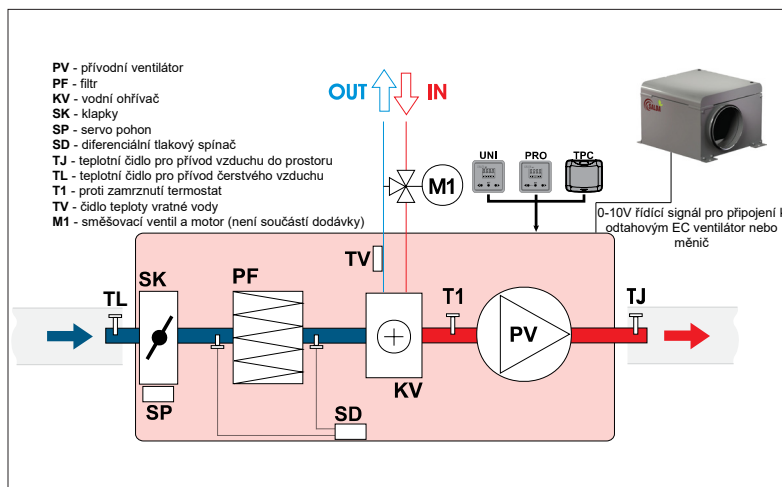 PV - přívodní ventilátor
PF - filtr
KV - vodní ohřívač
SK - klapky
SP - servo pohon
SD - diferenciální tlakový spínač
TJ - teplotní čidlo pro přívod vzduchu do prostoru
TL - teplotní čidlo pro přívod čerstvého vzduchu
T1 - proti zamrznutí termostat
TV - čidlo teploty vratné vody
M1 - směšovací ventil a motor (není součástí dodávky)
OUT IN
UNI PRO TPC
M1
SALDA
0-10V řídící signál pro připojení k
odtahovým EC ventilátor nebo
měnič
TV
SK PF
TL T1 TJ
PV
KV
SP SD